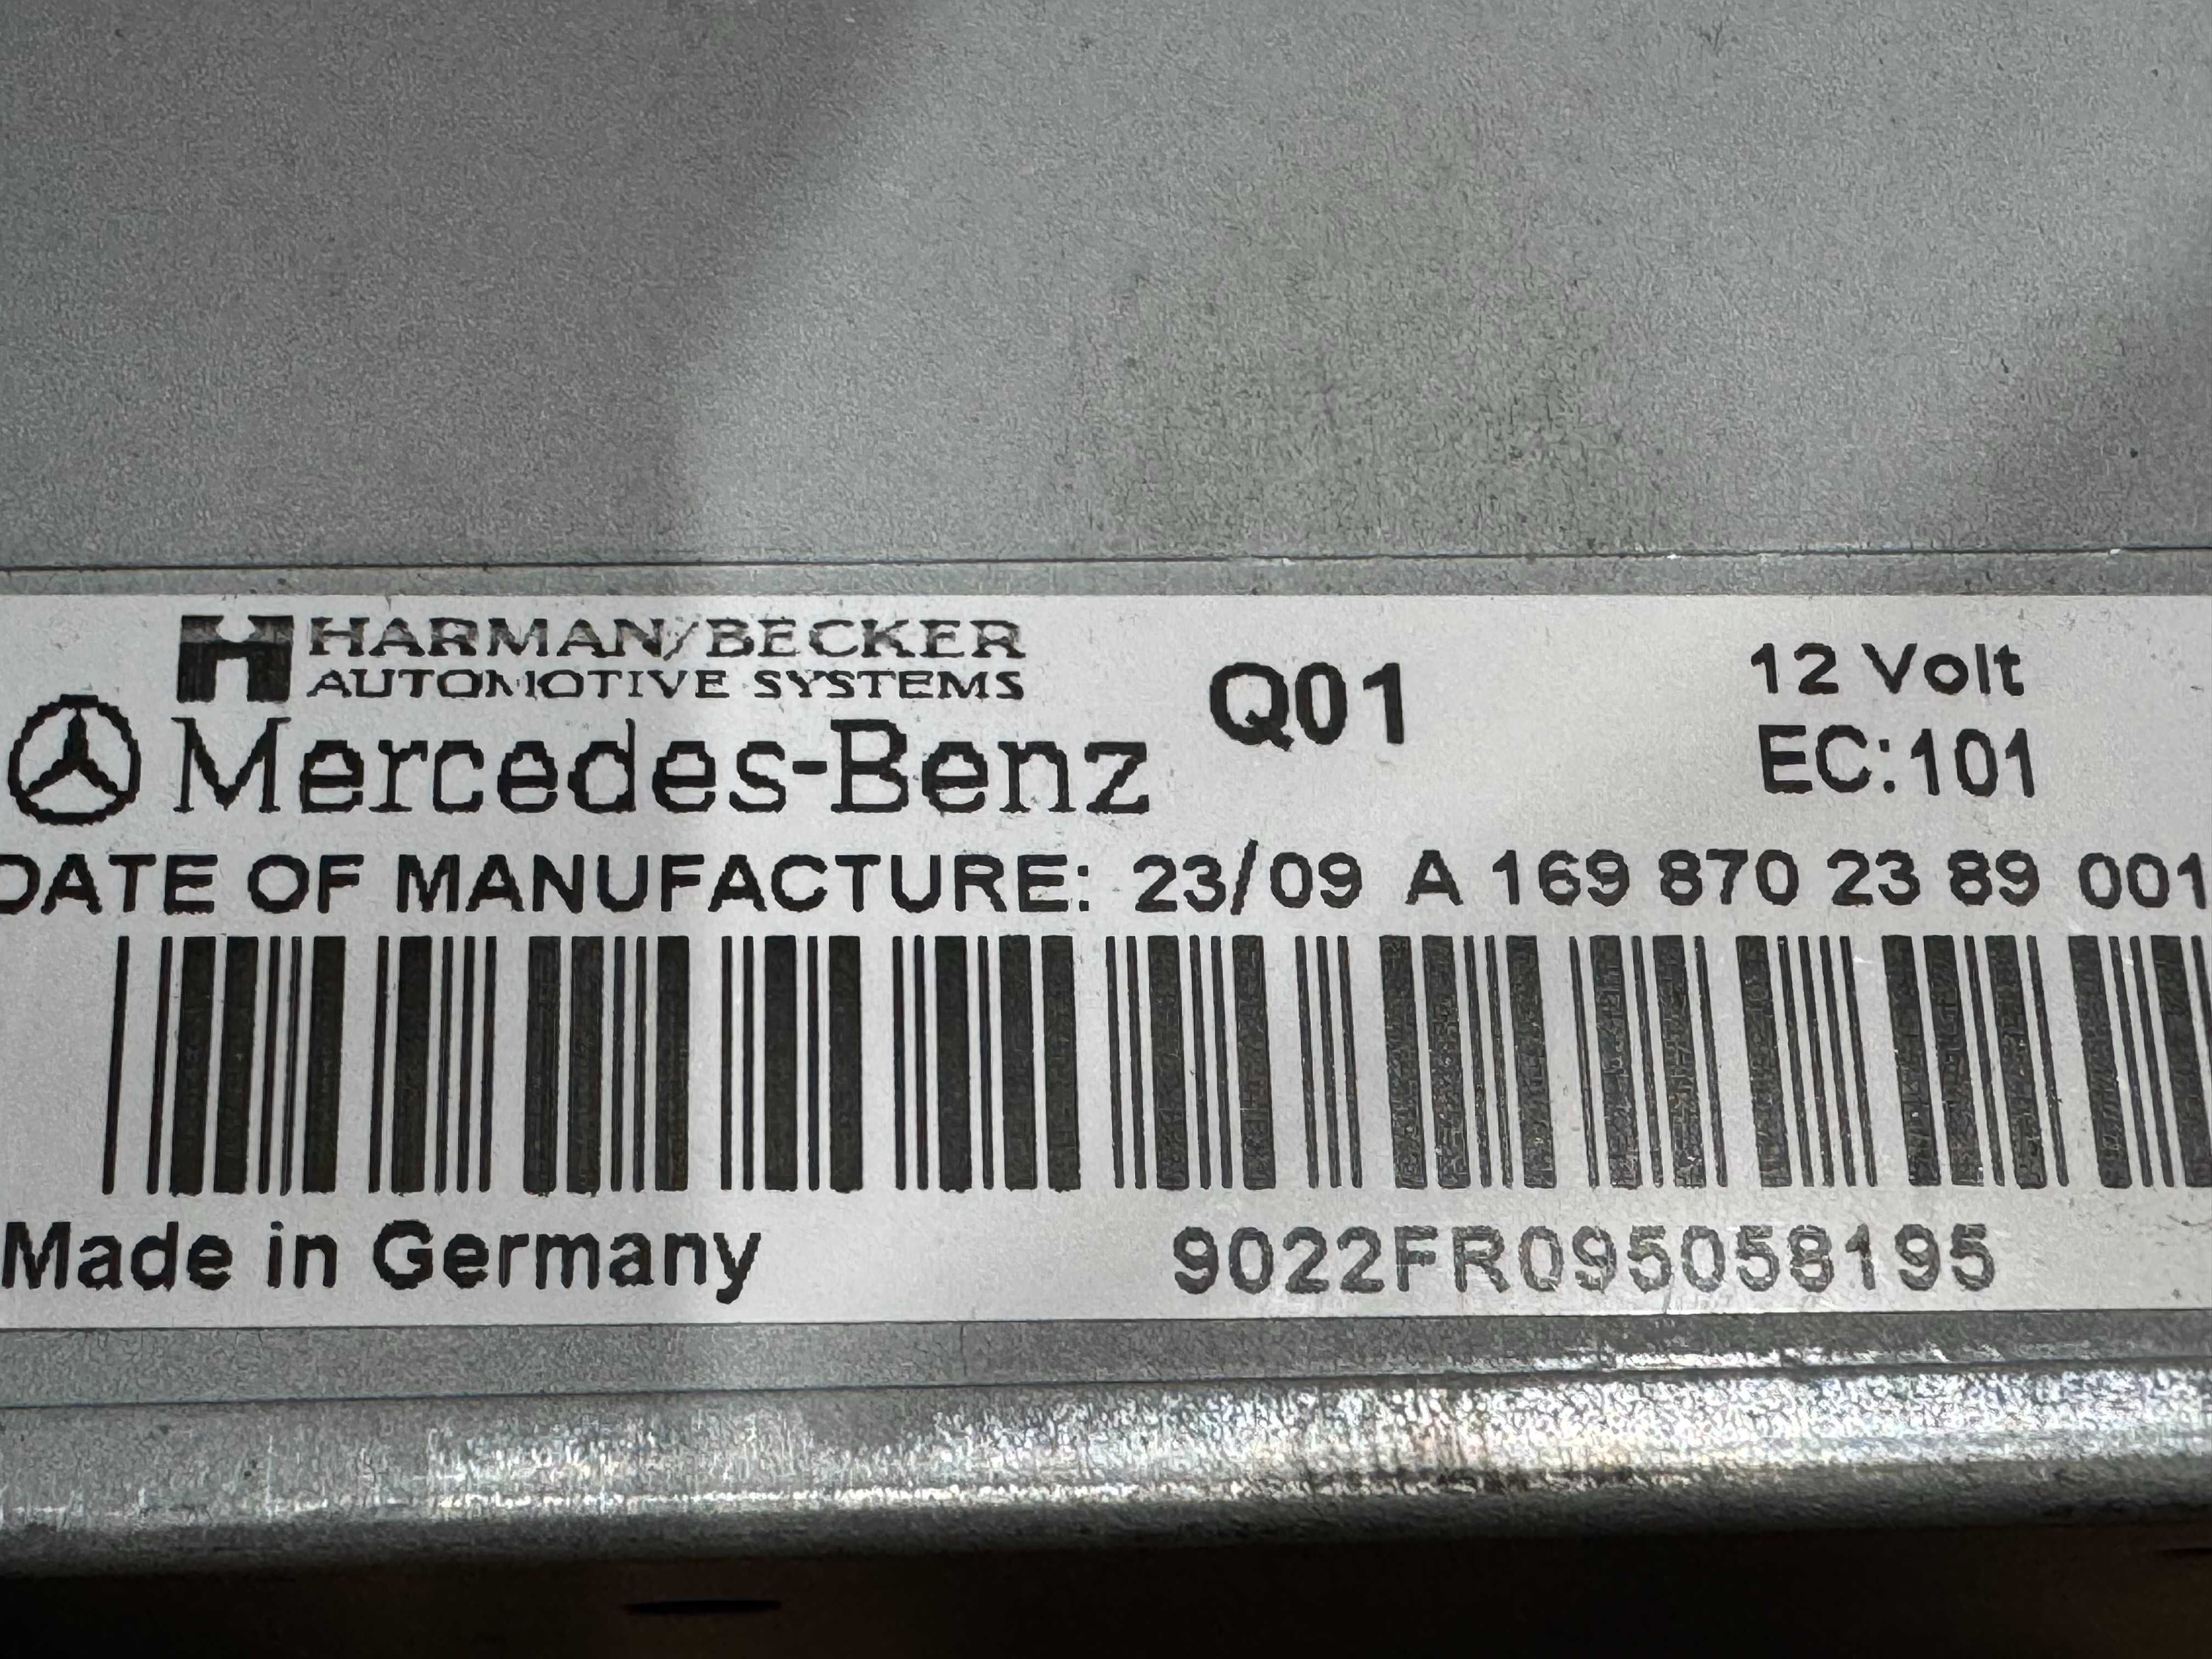 HARMAN/BECKER
AUTOMOTIVE SYSTEMS
Mercedes-Benz
Q01
12 Volt
EC:101
DATE OF MANUFACTURE: 23/09 A 169 870 23 89 001
Made in Germany
9022FR095058195